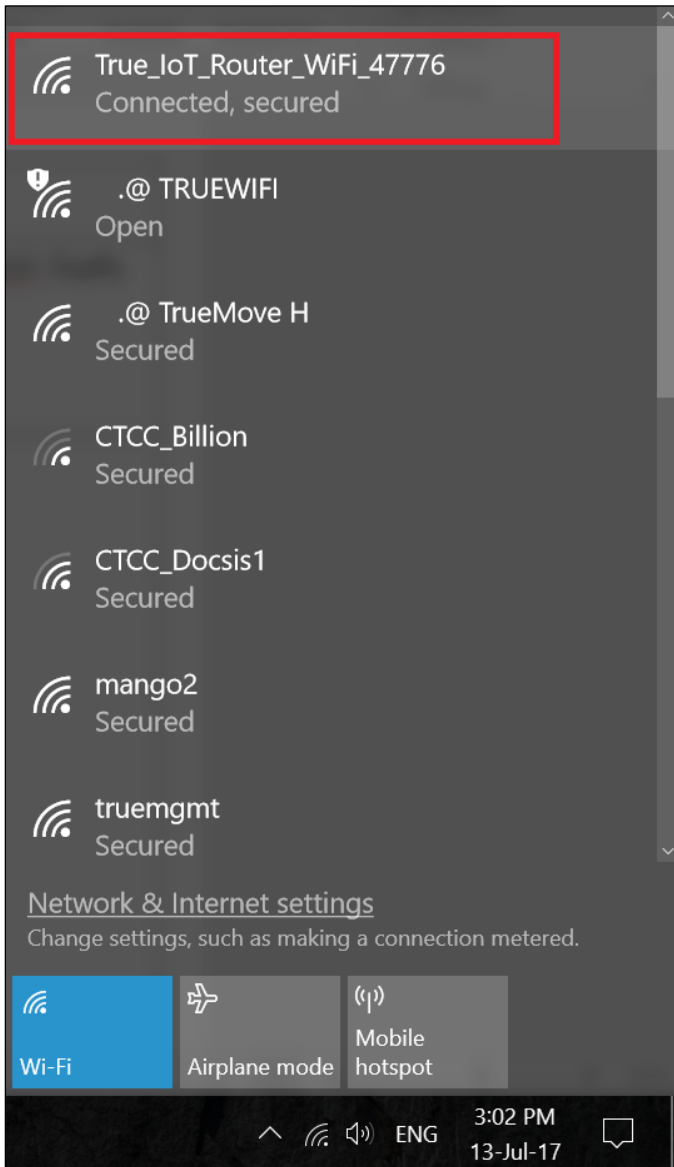 True_IoT_Router_WiFi_47776
Connected, secured
.@ TRUEWIFI
Open
.@ TrueMove H
Secured
CTCC_Billion
Secured
CTCC_Docsis1
Secured
mango2
Secured
truemgmt
Secured
Network & Internet settings
Change settings, such as making a connection metered.
Wi-Fi
Airplane mode
Mobile
hotspot
ENG
3:02 PM
13-Jul-17